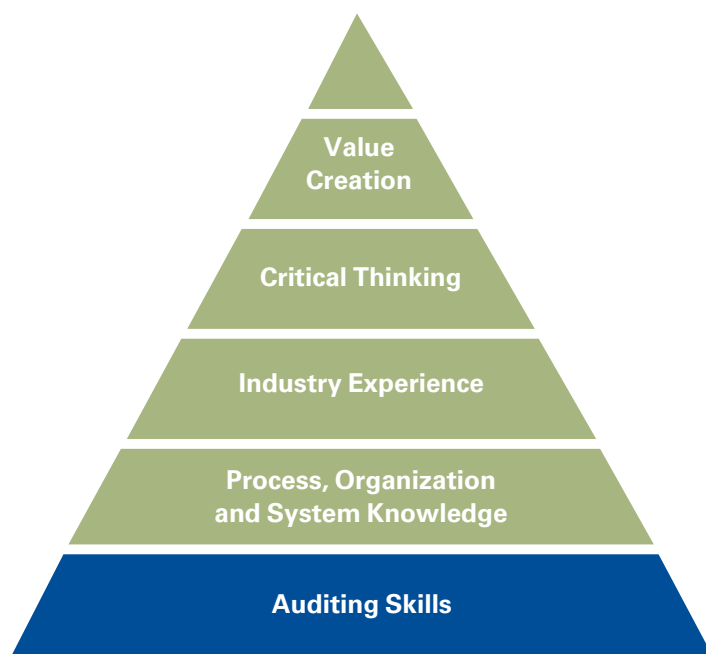 Value
Creation
Critical Thinking
Industry Experience
Process, Organization
and System Knowledge
Auditing Skills